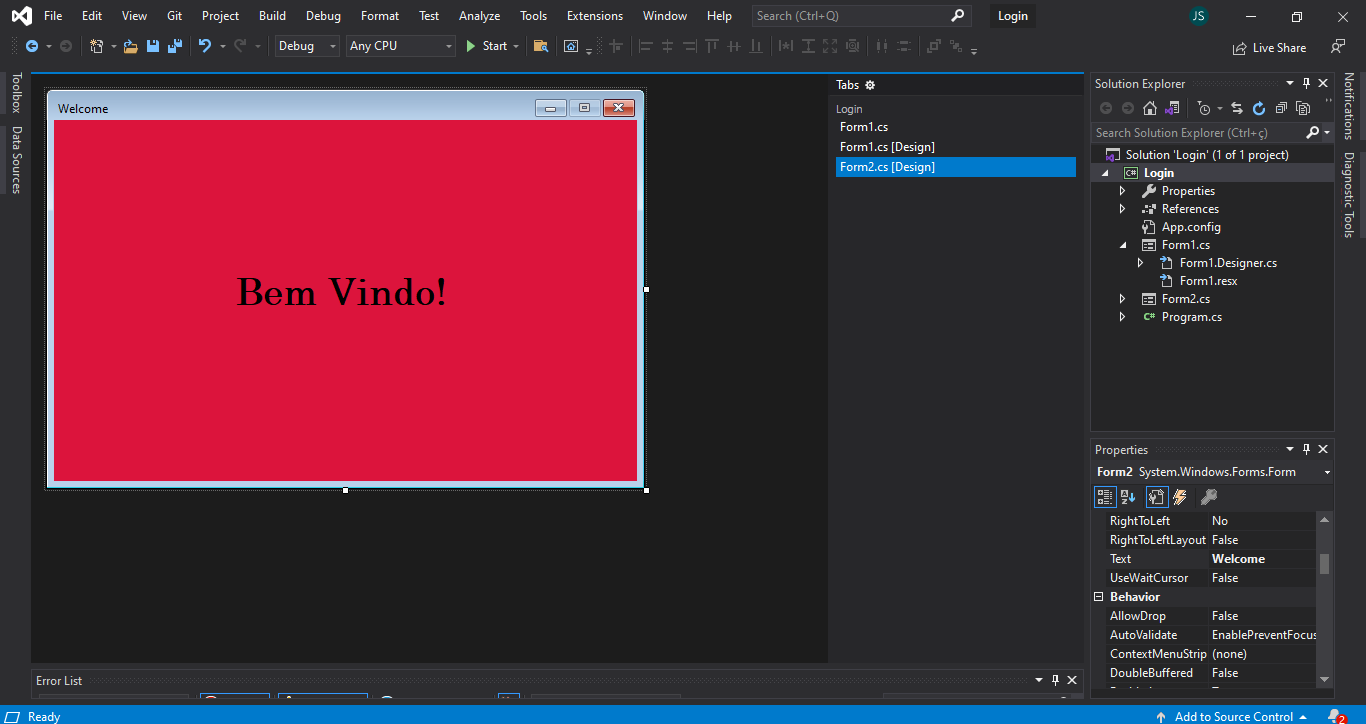 File Edit View Git Project Build Debug Format Test Analyze Tools Extensions Window Help Search (Ctrl+Q) Login JS
Debug Any CPU Start Live Share
Toolbox
Data Sources
Welcome
Bem Vindo!
Tabs
Login
Form1.cs
Form1.cs [Design]
Form2.cs [Design]
Solution Explorer
Search Solution Explorer (Ctrl+ç)
Solution 'Login' (1 of 1 project)
C# Login
Properties
References
App.config
Form1.cs
Form1.Designer.cs
Form1.resx
Form2.cs
C# Program.cs
Notifications
Diagnostic Tools
Properties
Form2 System.Windows.Forms.Form
RightToLeft No
RightToLeftLayout False
Text Welcome
UseWaitCursor False
Behavior
AllowDrop False
AutoValidate EnablePreventFocus
ContextMenuStrip (none)
DoubleBuffered False
Error List
Ready
Add to Source Control 2